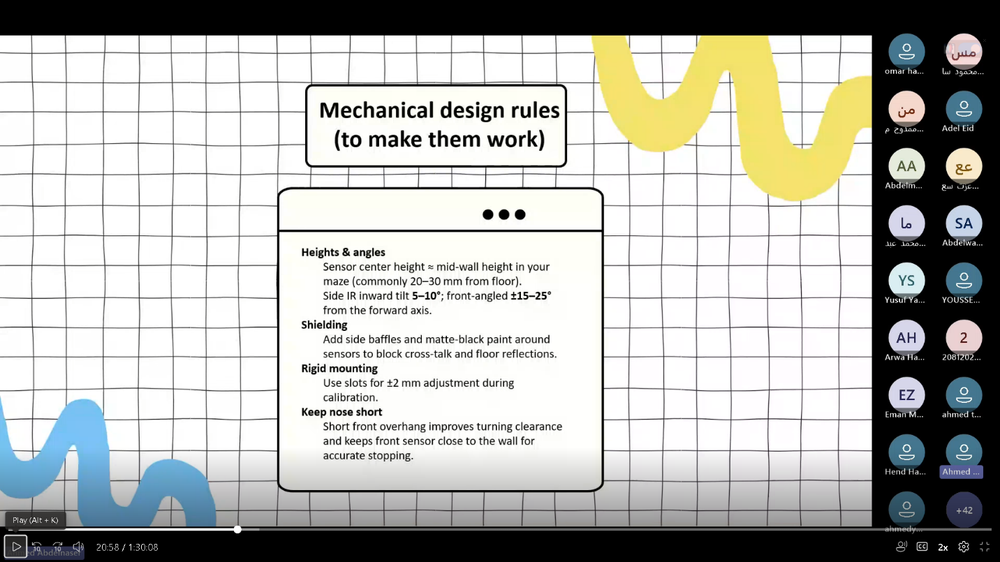 Mechanical design rules
(to make them work)
Heights & angles
Sensor center height ≈ mid-wall height in your
maze (commonly 20–30 mm from floor).
Side IR inward tilt 5–10°; front-angled ±15–25°
from the forward axis.
Shielding
Add side baffles and matte-black paint around
sensors to block cross-talk and floor reflections.
Rigid mounting
Use slots for ±2 mm adjustment during
calibration.
Keep nose short
Short front overhang improves turning clearance
and keeps front sensor close to the wall for
accurate stopping.
omar ha...
مس
محمود سا...
من
ممدوح م...
Adel Eid
AA
Abdelm...
عع
عزت سع...
ما
محمد عبد...
SA
Abdelwa...
YS
Yusuf Ya...
YOUSSE...
AH
Arwa Ha...
2
2081202...
EZ
Eman M...
ahmed t...
Hend Ha...
Ahmed ...
ahmedy...
+42
Play (Alt + K)
10
10
20:58 / 1:30:08
CC
2x
Abdelnasel